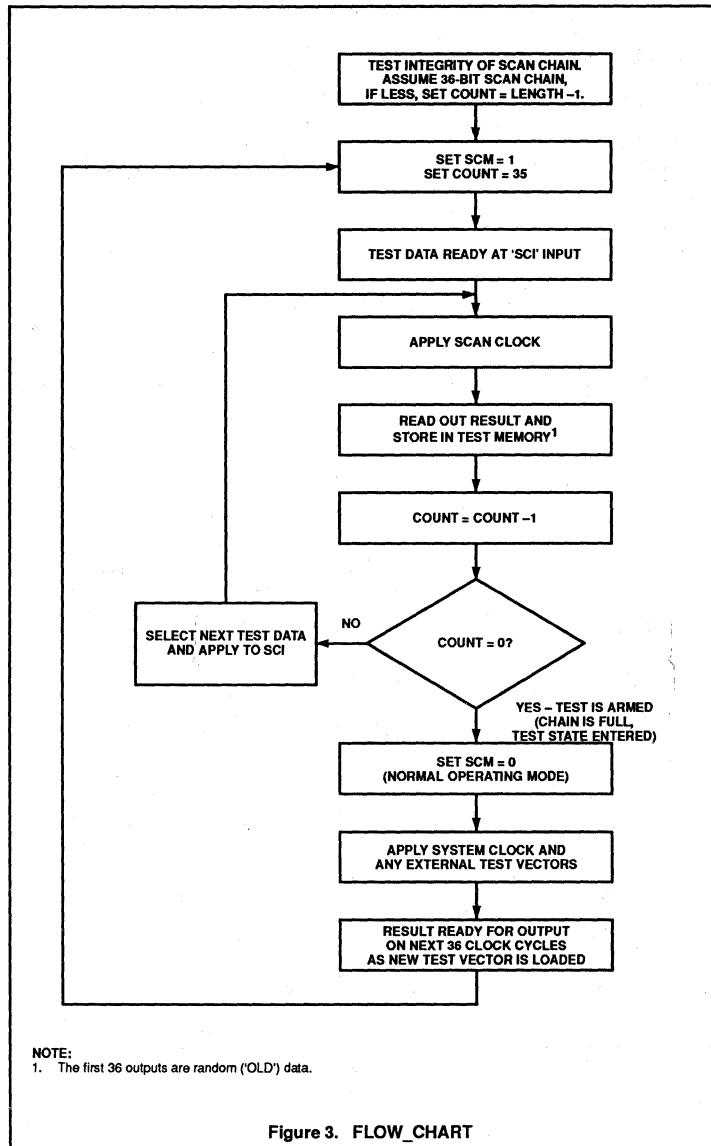 TEST INTEGRITY OF SCAN CHAIN.
ASSUME 36-BIT SCAN CHAIN,
IF LESS, SET COUNT = LENGTH –1.
SET SCM = 1
SET COUNT = 35
TEST DATA READY AT ‘SCI’ INPUT
APPLY SCAN CLOCK
READ OUT RESULT AND
STORE IN TEST MEMORY1
COUNT = COUNT –1
COUNT = 0?
NO
SELECT NEXT TEST DATA
AND APPLY TO SCI
YES – TEST IS ARMED
(CHAIN IS FULL,
TEST STATE ENTERED)
SET SCM = 0
(NORMAL OPERATING MODE)
APPLY SYSTEM CLOCK AND
ANY EXTERNAL TEST VECTORS
RESULT READY FOR OUTPUT
ON NEXT 36 CLOCK CYCLES
AS NEW TEST VECTOR IS LOADED
NOTE:
1. The first 36 outputs are random ('OLD') data.
Figure 3. FLOW_CHART